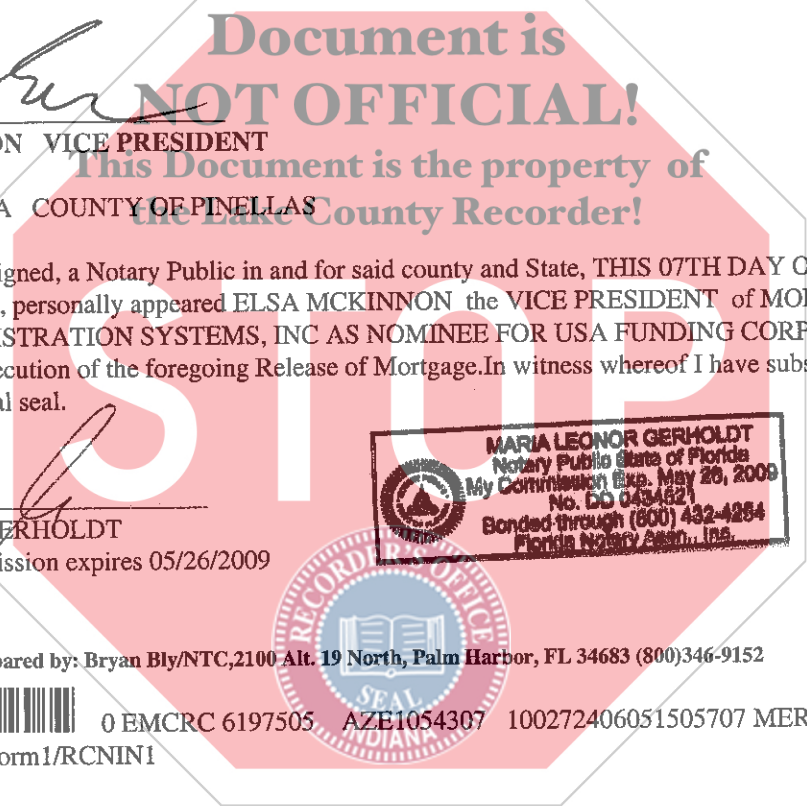 Document is
NOT OFFICIAL!
ON VICE PRESIDENT
This Document is the property of
A COUNTY OF PINELLAS
the Lake County Recorder!
igned, a Notary Public in and for said county and State, THIS 07TH DAY O
, personally appeared ELSA MCKINNON the VICE PRESIDENT of MO
ISTRATION SYSTEMS, INC AS NOMINEE FOR USA FUNDING CORP
ecution of the foregoing Release of Mortgage.In witness whereof I have subs
al seal.
STOP
MARIA LEONOR GERHOLDT
Notary Public State of Florida
My Commission Exp. May 26, 2009
No. DD 0434521
Bonded through (800) 432-4254
Florida Notary Assn., Inc.
GERHOLDT
ission expires 05/26/2009
RECORDER'S OFFICE
SEAL
INDIANA
pared by: Bryan Bly/NTC,2100 Alt. 19 North, Palm Harbor, FL 34683 (800)346-9152
0 EMCRC 6197505 AZE1054307 100272406051505707 MER
orm1/RCNIN1